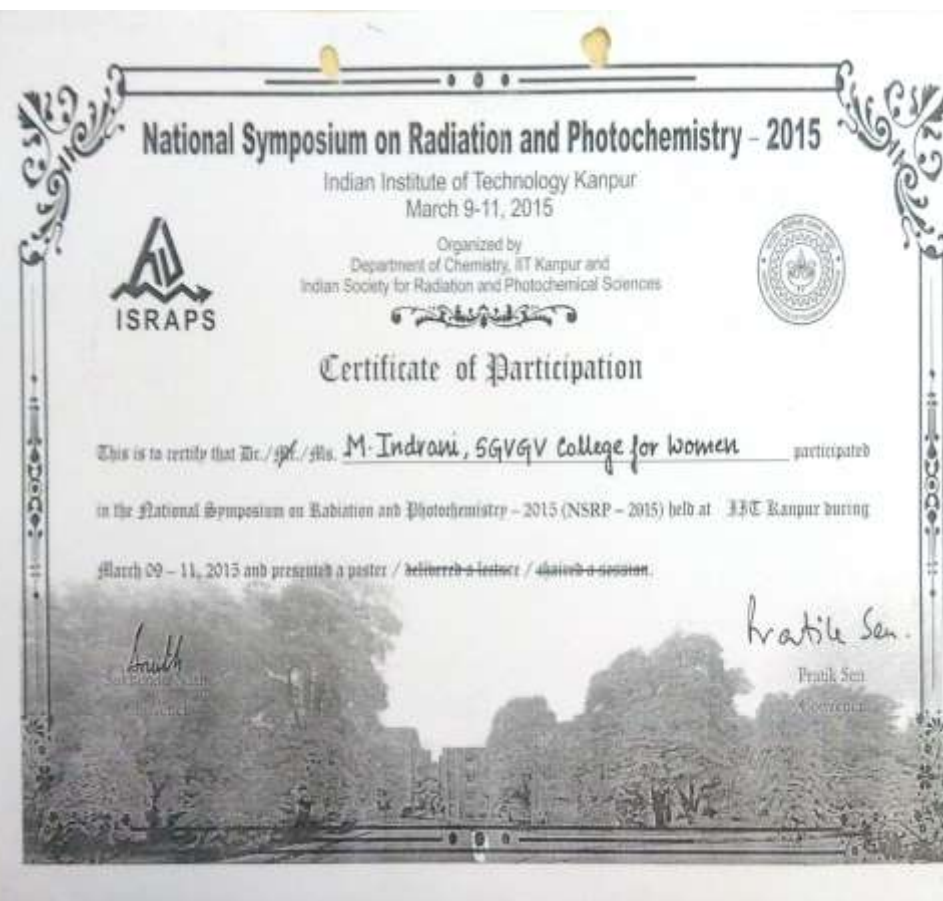 National Symposium on Radiation and Photochemistry – 2015
Indian Institute of Technology Kanpur
March 9-11, 2015
Organized by
Department of Chemistry, IIT Kanpur and
Indian Society for Radiation and Photochemical Sciences
ISRAPS
Certificate of Participation
This is to certify that Dr./Mr./Ms. M. Indrani, SGVGV College for Women participated
in the National Symposium on Radiation and Photochemistry – 2015 (NSRP – 2015) held at IIT Kanpur during
March 09 – 11, 2015 and presented a poster / delivered a lecture / chaired a session.
Pratik Sen.
Pratik Sen
Convener